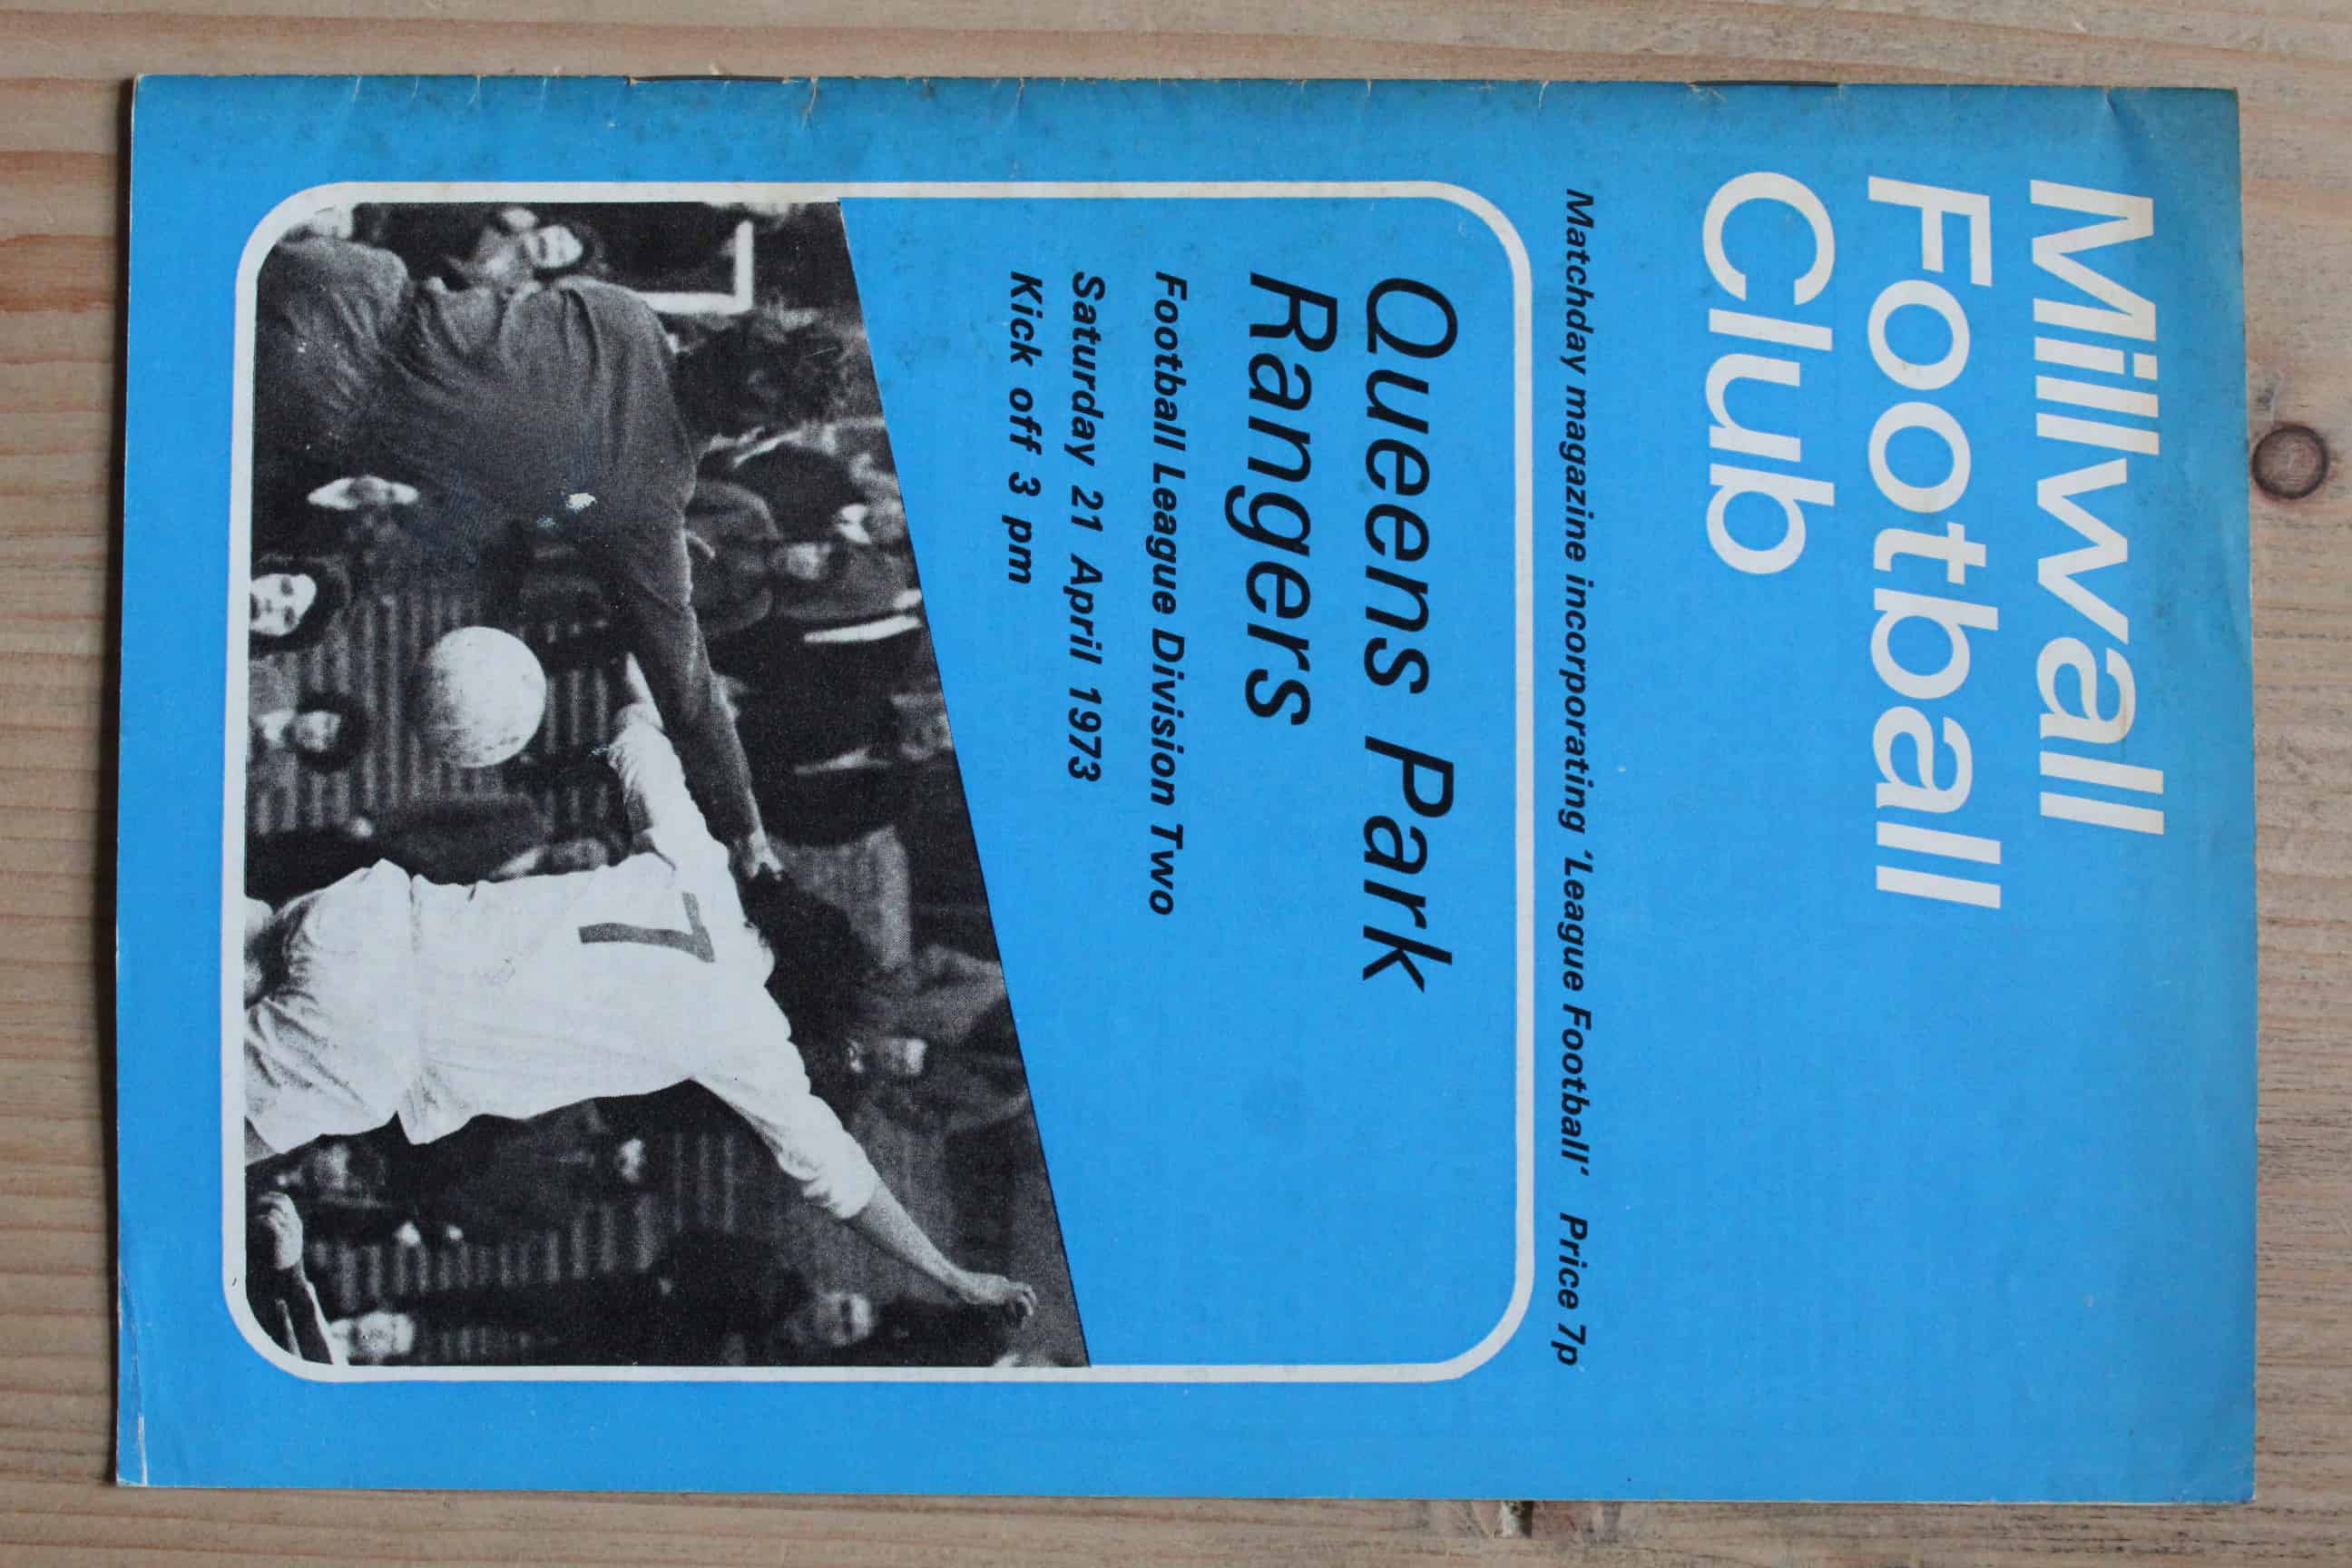 Millwall
Football
Club
Matchday magazine incorporating 'League Football' Price 7p
Queens Park
Rangers
Football League Division Two
Saturday 21 April 1973
Kick off 3 pm
7